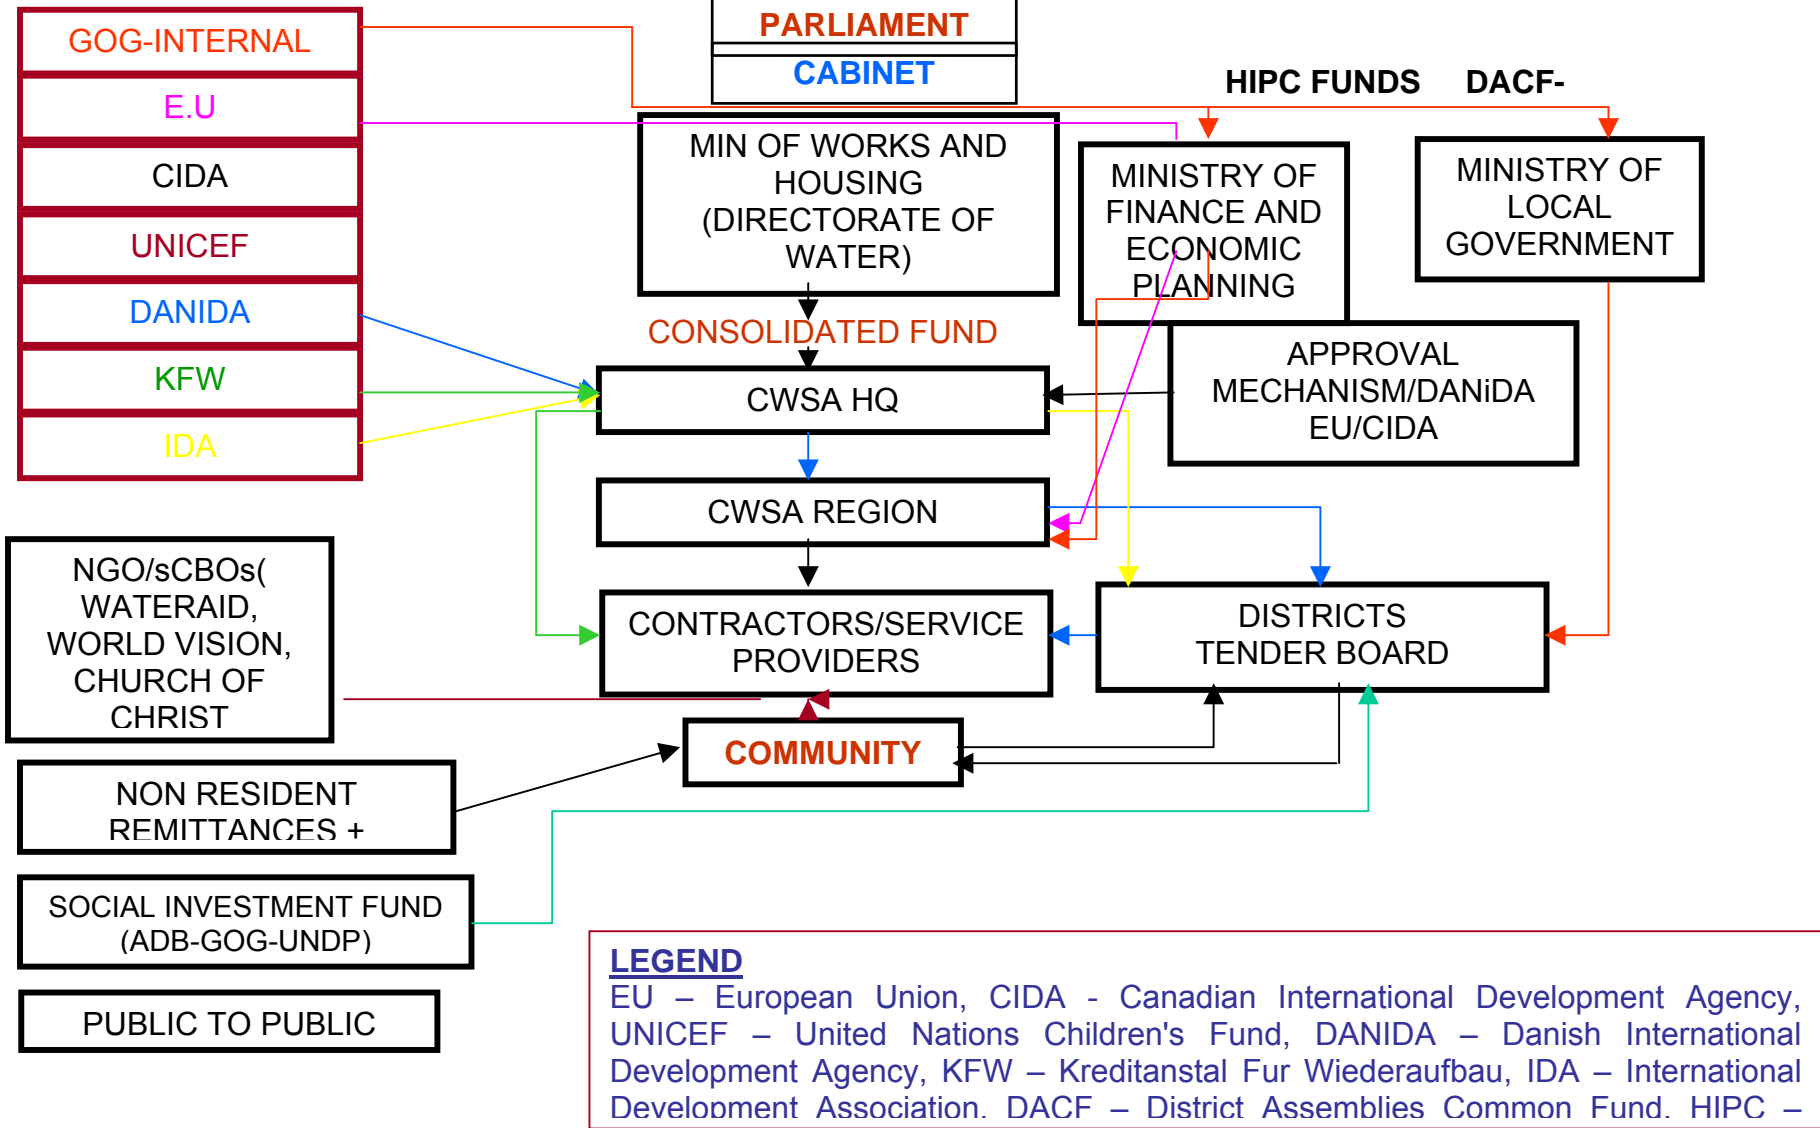 GOG-INTERNAL
E.U
CIDA
UNICEF
DANIDA
KFW
IDA
PARLIAMENT
CABINET
HIPC FUNDS DACF-
MIN OF WORKS AND
HOUSING
(DIRECTORATE OF
WATER)
MINISTRY OF
FINANCE AND
ECONOMIC
PLANNING
MINISTRY OF
LOCAL
GOVERNMENT
CONSOLIDATED FUND
APPROVAL
MECHANISM/DANiDA
EU/CIDA
CWSA HQ
CWSA REGION
NGO/sCBOs(
WATERAID,
WORLD VISION,
CHURCH OF
CHRIST
CONTRACTORS/SERVICE
PROVIDERS
DISTRICTS
TENDER BOARD
COMMUNITY
NON RESIDENT
REMITTANCES +
SOCIAL INVESTMENT FUND
(ADB-GOG-UNDP)
PUBLIC TO PUBLIC
LEGEND
EU – European Union, CIDA - Canadian International Development Agency,
UNICEF – United Nations Children's Fund, DANIDA – Danish International
Development Agency, KFW – Kreditanstal Fur Wiederaufbau, IDA – International
Development Association. DACF – District Assemblies Common Fund. HIPC –